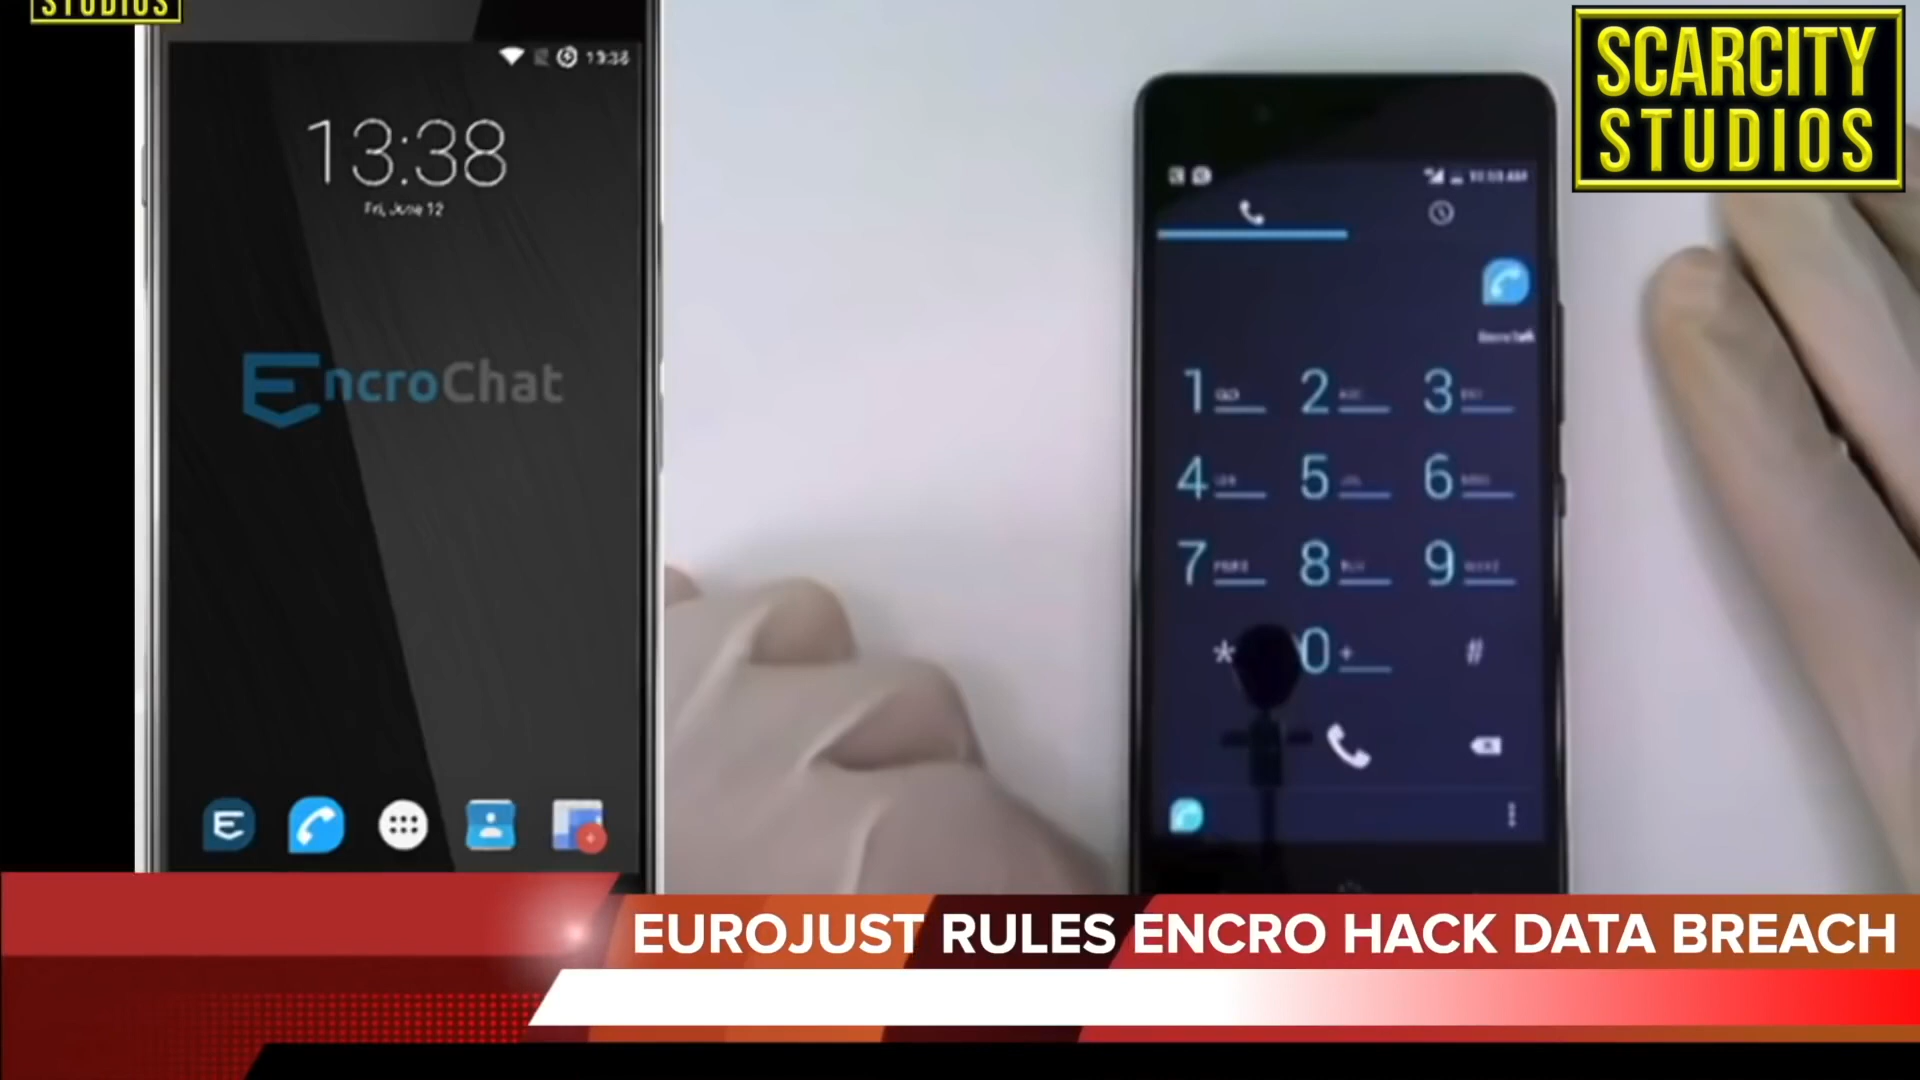 STUDIOS
SCARCITY
STUDIOS
13:38
13:38
Fri, June 12
EncroChat
1
2
3
4
5
6
7
8
9
*
0 +
#
EUROJUST RULES ENCRO HACK DATA BREACH